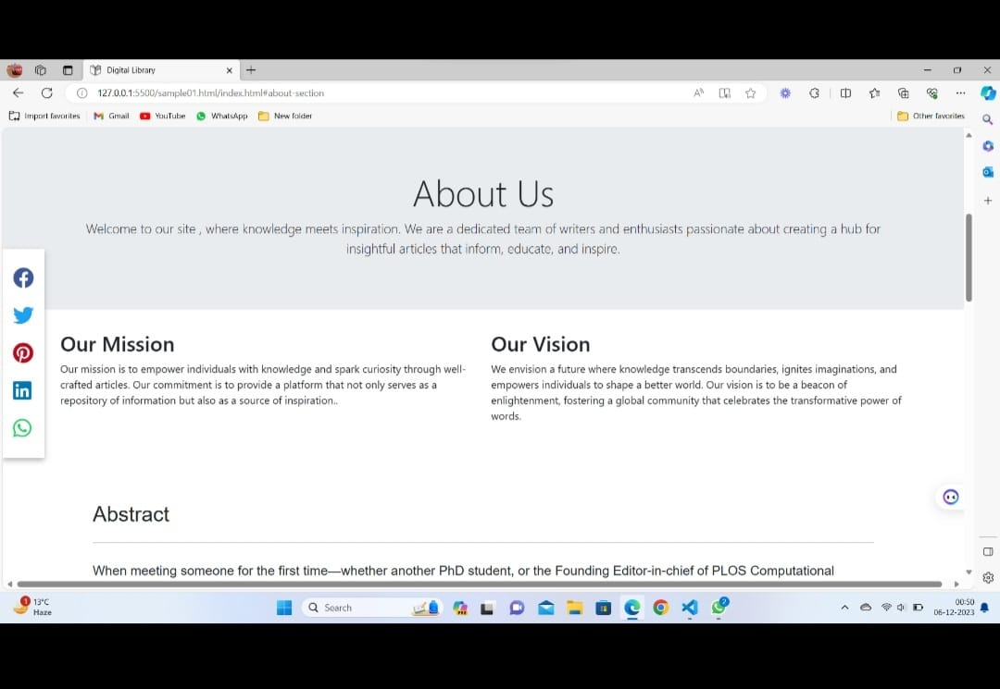 Digital Library
127.0.0.1:5500/sample01.html/index.html#about-section
Import favorites
Gmail
YouTube
WhatsApp
New folder
Other favorites
About Us
Welcome to our site , where knowledge meets inspiration. We are a dedicated team of writers and enthusiasts passionate about creating a hub for
insightful articles that inform, educate, and inspire.
Our Mission
Our mission is to empower individuals with knowledge and spark curiosity through well-
crafted articles. Our commitment is to provide a platform that not only serves as a
repository of information but also as a source of inspiration..
Our Vision
We envision a future where knowledge transcends boundaries, ignites imaginations, and
empowers individuals to shape a better world. Our vision is to be a beacon of
enlightenment, fostering a global community that celebrates the transformative power of
words.
Abstract
When meeting someone for the first time—whether another PhD student, or the Founding Editor-in-chief of PLOS Computational
1
13°C
Haze
Search
2
00:50
06-12-2023